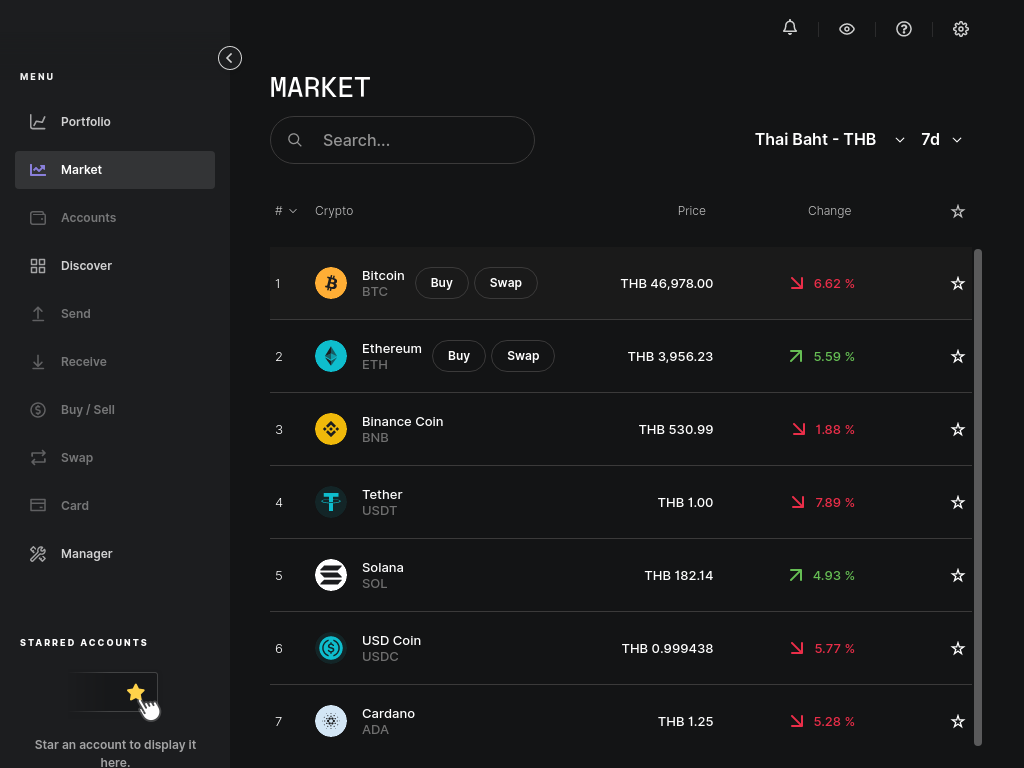 MENU
Portfolio
Market
Accounts
Discover
Send
Receive
Buy / Sell
Swap
Card
Manager
STARRED ACCOUNTS
Star an account to display it
here.
MARKET
Search...
Thai Baht - THB 7d
# Crypto Price Change
1 Bitcoin BTC Buy Swap THB 46,978.00 6.62 %
2 Ethereum ETH Buy Swap THB 3,956.23 5.59 %
3 Binance Coin BNB THB 530.99 1.88 %
4 Tether USDT THB 1.00 7.89 %
5 Solana SOL THB 182.14 4.93 %
6 USD Coin USDC THB 0.999438 5.77 %
7 Cardano ADA THB 1.25 5.28 %